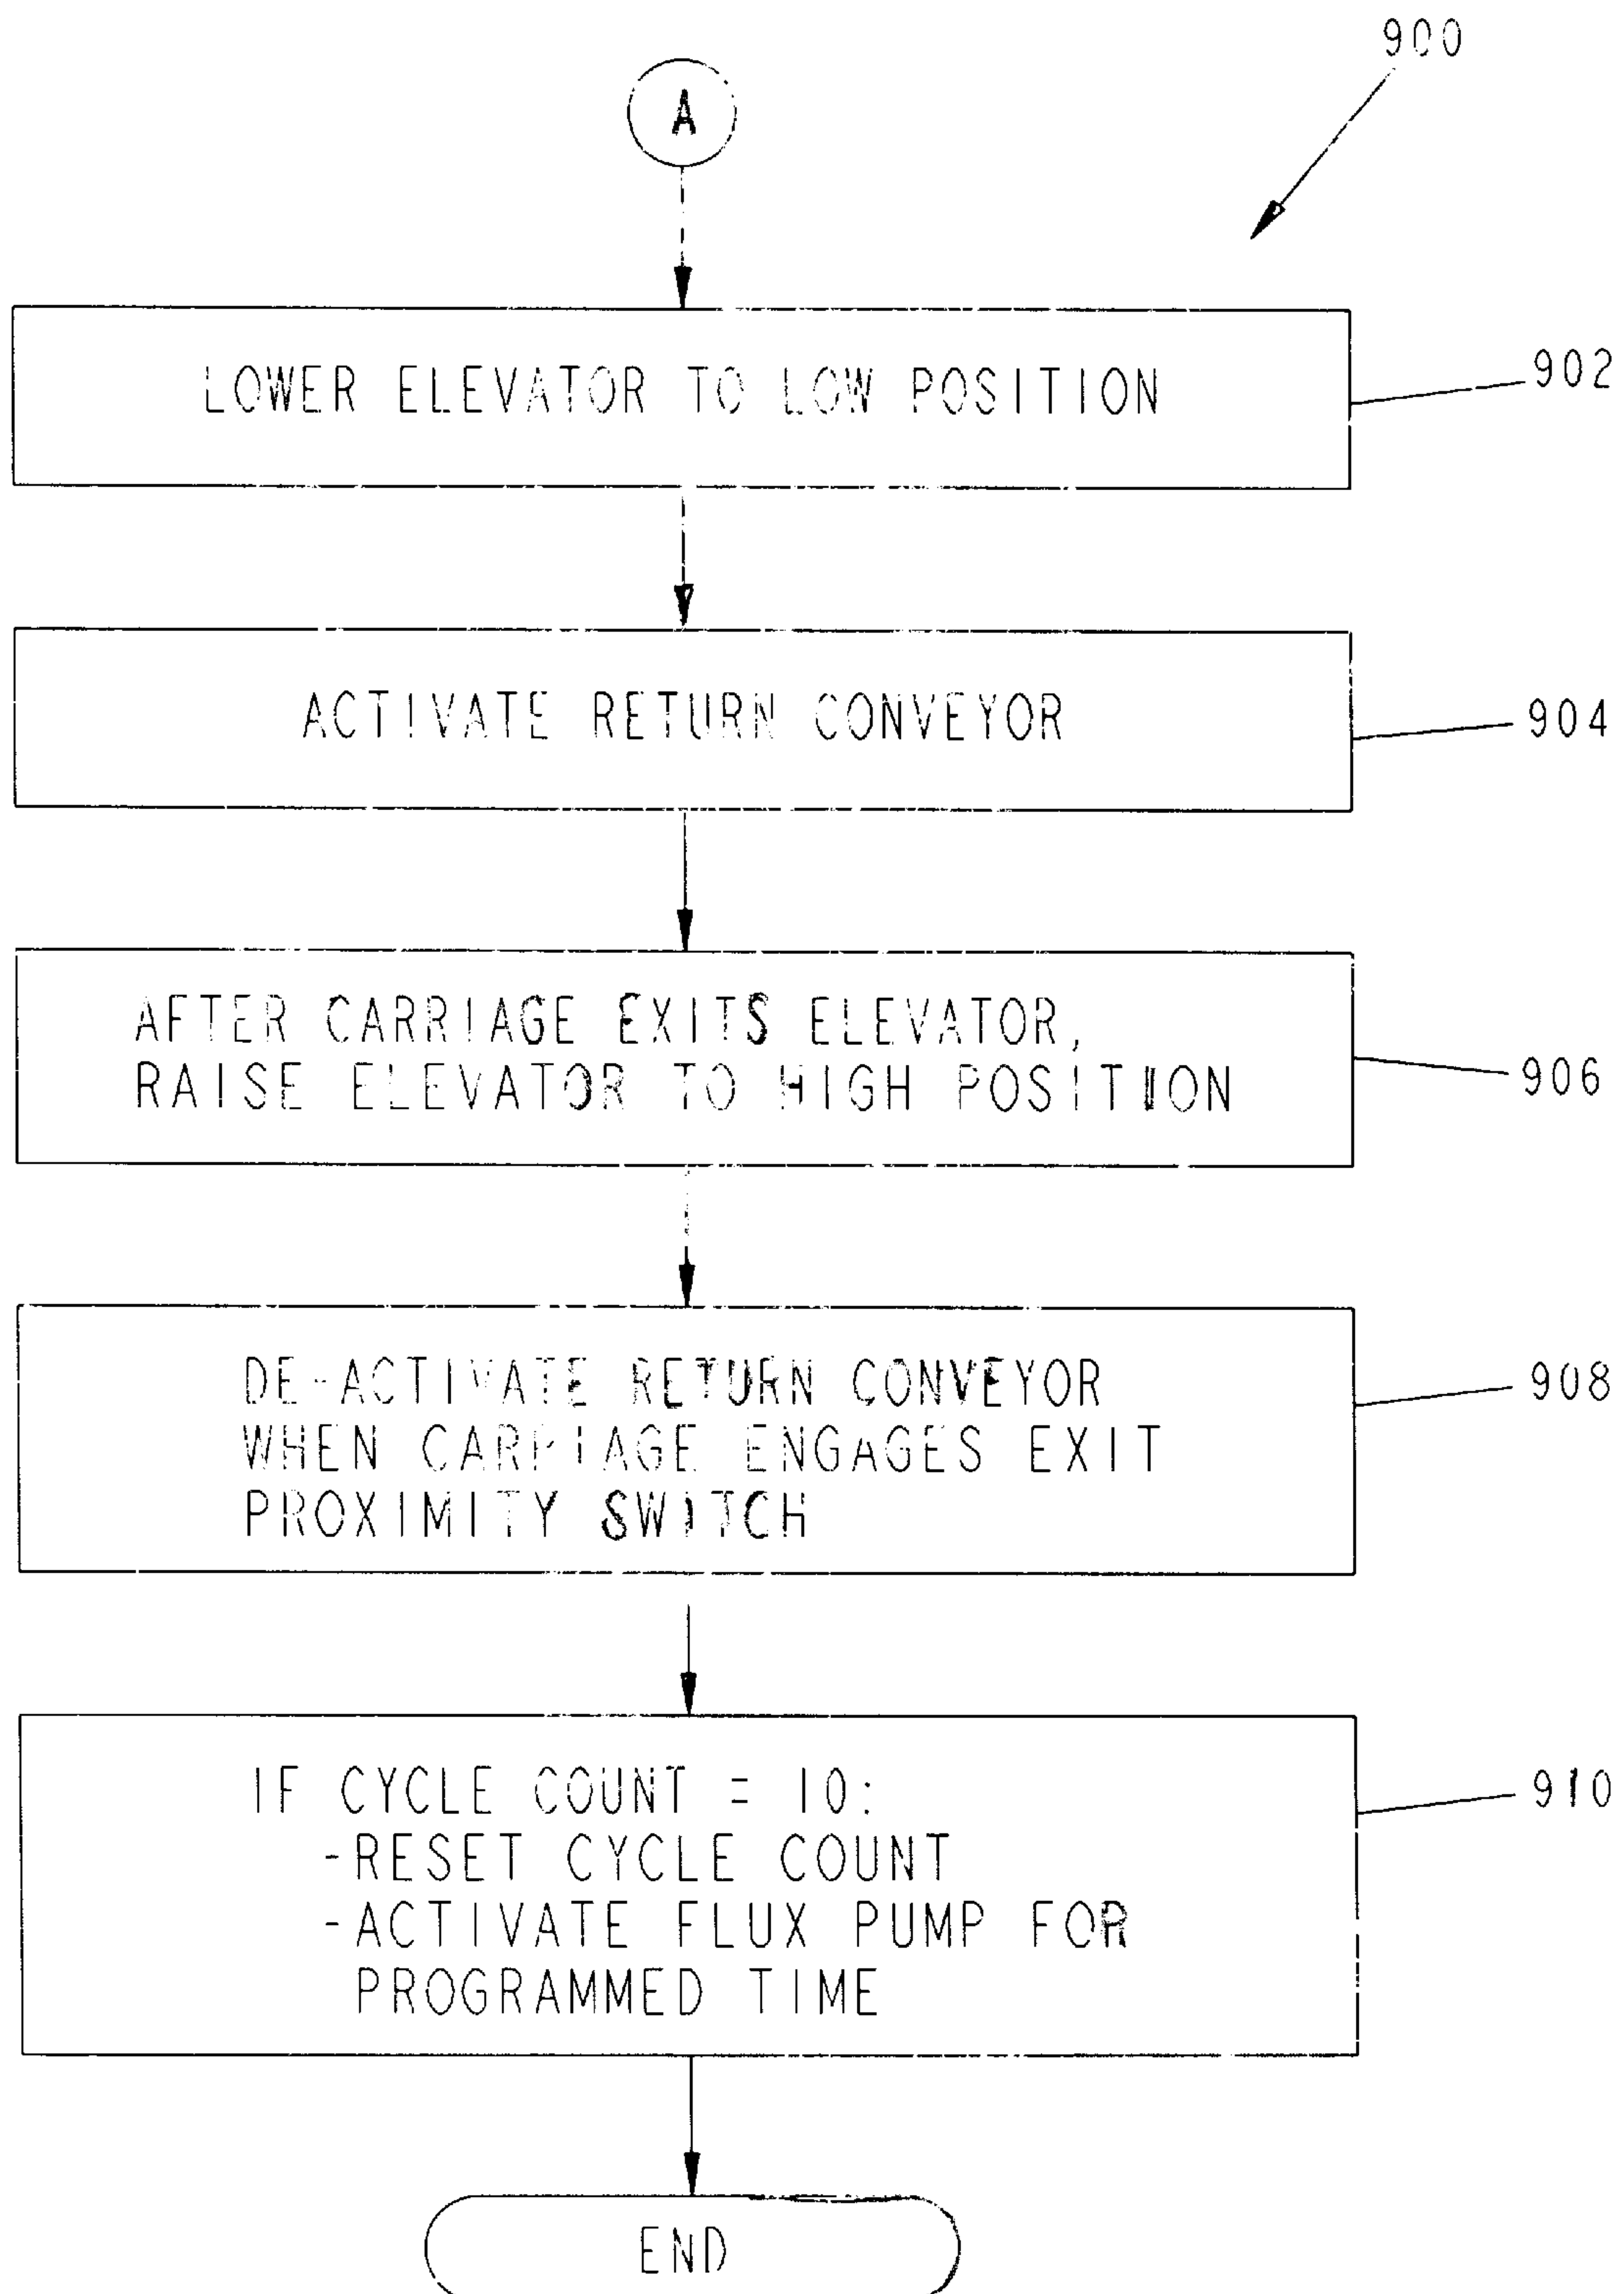 900
A
LOWER ELEVATOR TO LOW POSITION
902
ACTIVATE RETURN CONVEYOR
904
AFTER CARRIAGE EXITS ELEVATOR,
RAISE ELEVATOR TO HIGH POSITION
906
DE-ACTIVATE RETURN CONVEYOR
WHEN CARRIAGE ENGAGES EXIT
PROXIMITY SWITCH
908
IF CYCLE COUNT = 10:
-RESET CYCLE COUNT
-ACTIVATE FLUX PUMP FOR
PROGRAMMED TIME
910
END